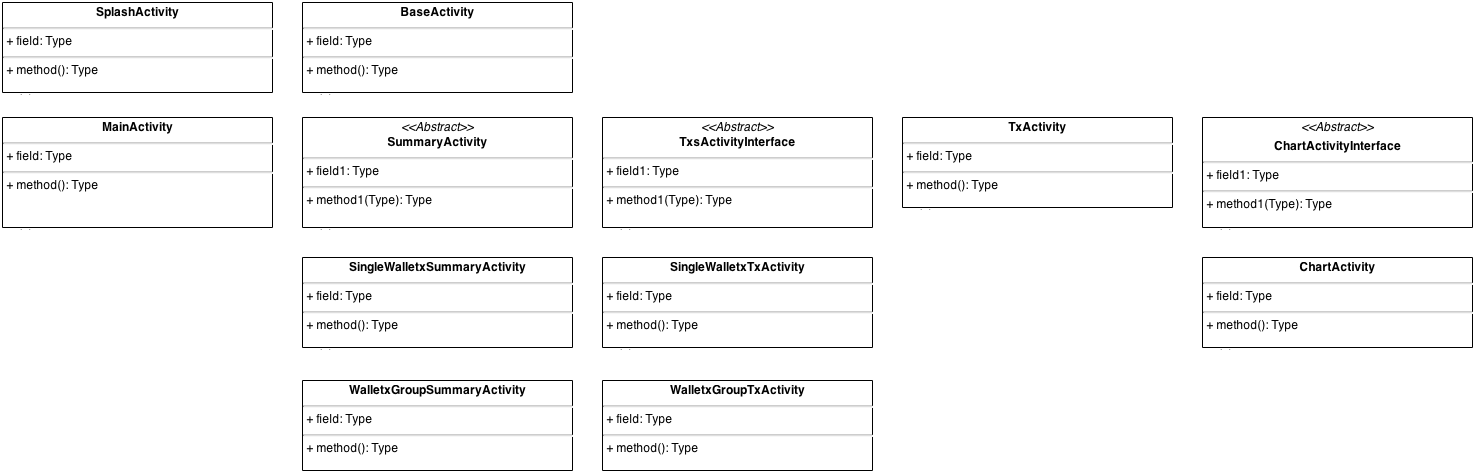 SplashActivity
+ field: Type
+ method(): Type
BaseActivity
+ field: Type
+ method(): Type
MainActivity
+ field: Type
+ method(): Type
<<Abstract>>
SummaryActivity
+ field1: Type
+ method1(Type): Type
<<Abstract>>
TxsActivityInterface
+ field1: Type
+ method1(Type): Type
TxActivity
+ field: Type
+ method(): Type
<<Abstract>>
ChartActivityInterface
+ field1: Type
+ method1(Type): Type
SingleWalletxSummaryActivity
+ field: Type
+ method(): Type
SingleWalletxTxActivity
+ field: Type
+ method(): Type
ChartActivity
+ field: Type
+ method(): Type
WalletxGroupSummaryActivity
+ field: Type
+ method(): Type
WalletxGroupTxActivity
+ field: Type
+ method(): Type